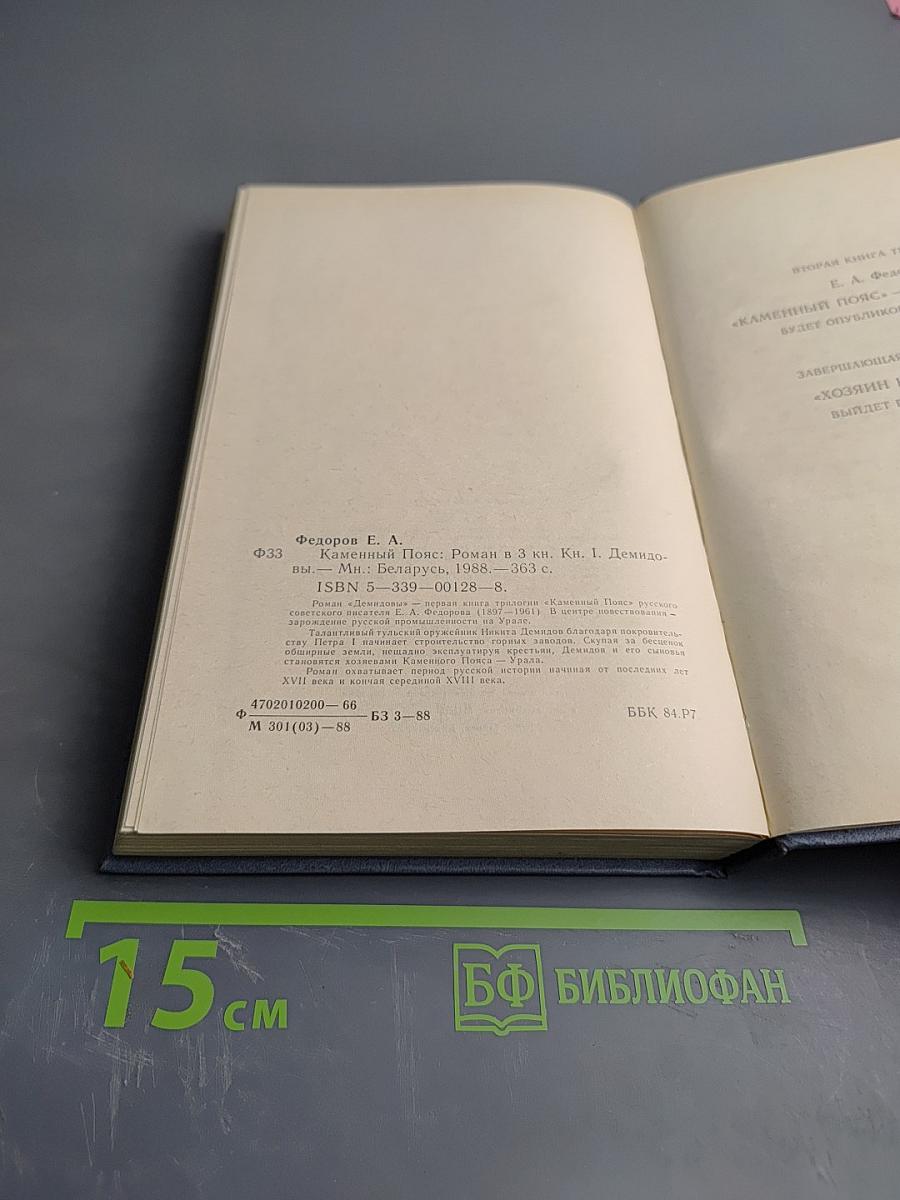 Федоров Е. А.
Ф33 Каменный Пояс: Роман в 3 кн. Кн. I. Демидо-
вы.— Мн.: Беларусь, 1988.—363 с.
ISBN 5—339—00128—8.
Роман «Демидовы» — первая книга трилогии «Каменный Пояс» русского
советского писателя Е. А. Федорова (1897—1961) В центре повествования –
зарождение русской промышленности на Урале.
Талантливый тульский оружейник Никита Демидов благодаря покровитель-
ству Петра I начинает строительство горных заводов. Скупая за бесценок
обширные земли, нещадно эксплуатируя крестьян, Демидов и его сыновья
становятся хозяевами Каменного Пояса — Урала.
Роман охватывает период русской истории начиная от последних лет
XVII века и кончая серединой XVIII века.
Ф 4702010200—66
М 301(03)—88 БЗ 3—88
ББК 84.Р7
ВТОРАЯ КНИГА
Е. А.
«КАМЕННЫЙ ПОЯС» —
БУДЕТ
ЗАВЕРШАЮЩАЯ
«ХОЗЯИН
ВЫЙДЕТ
15 см
БФ БИБЛИОФАН